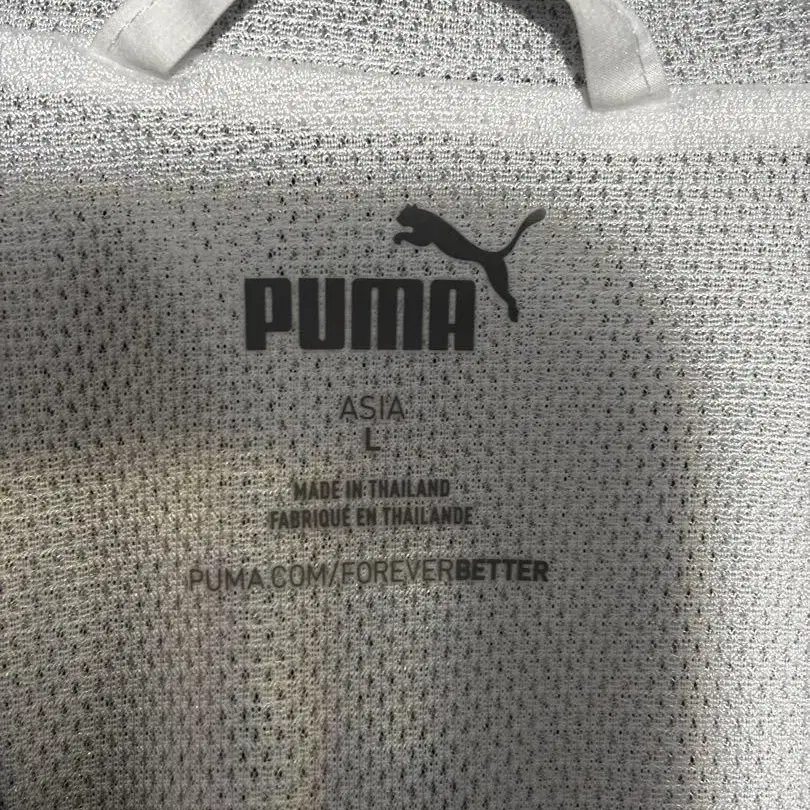 PUMA
ASIA
L
MADE IN THAILAND
FABRIQUÉ EN THAÏLANDE
PUMA.COM/FOREVERBETTER